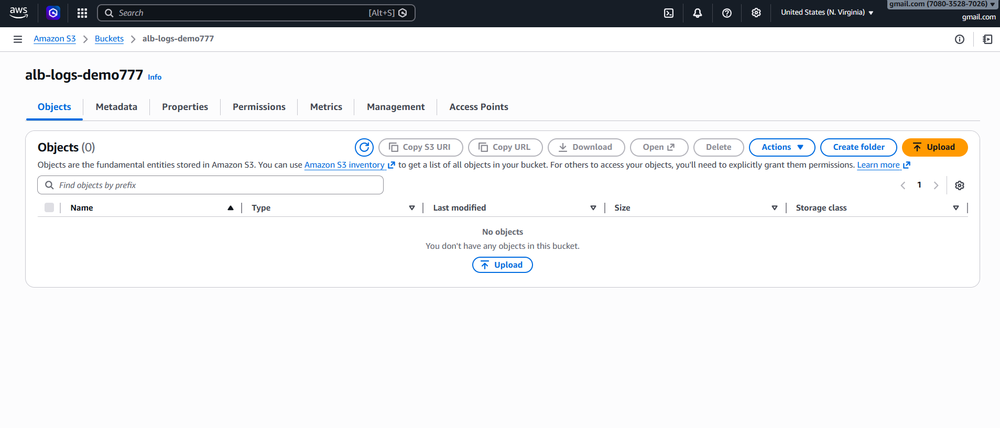 aws
Search [Alt+S] United States (N. Virginia) gmail.com (7080-3528-7026)
gmail.com
Amazon S3 Buckets alb-logs-demo777
alb-logs-demo777 Info
Objects Metadata Properties Permissions Metrics Management Access Points
Objects (0) Copy S3 URI Copy URL Download Open Delete Actions Create folder Upload
Objects are the fundamental entities stored in Amazon S3. You can use Amazon S3 inventory to get a list of all objects in your bucket. For others to access your objects, you'll need to explicitly grant them permissions. Learn more
Find objects by prefix 1
Name Type Last modified Size Storage class
No objects
You don't have any objects in this bucket.
Upload